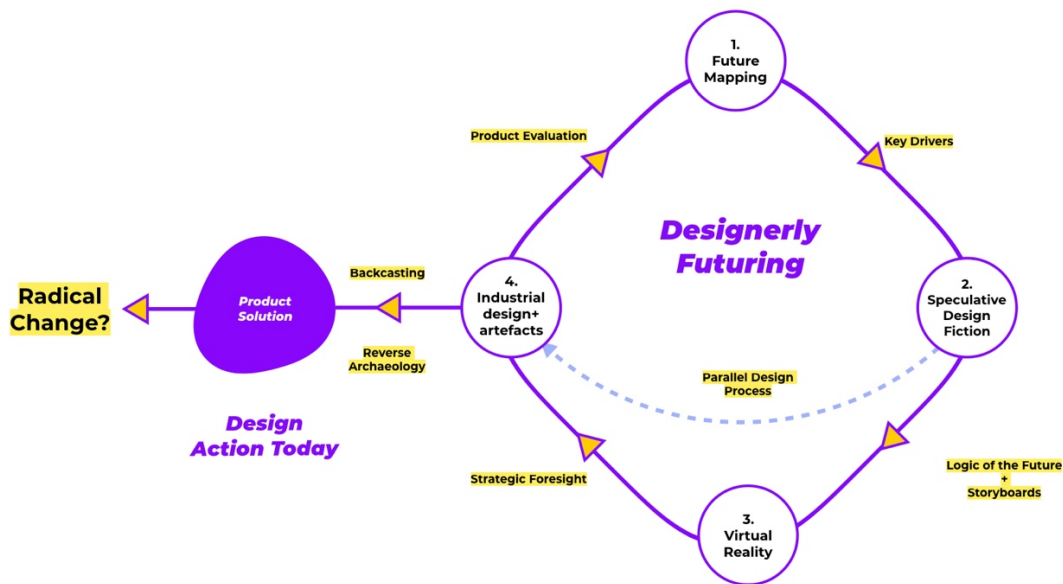 1.
Future
Mapping
Product Evaluation
Key Drivers
Designerly
Futuring
Backcasting
4.
Industrial
design+
artefacts
2.
Speculative
Design
Fiction
Radical
Change?
Product
Solution
Reverse
Archaeology
Parallel Design
Process
Design
Action Today
Strategic Foresight
Logic of the Future
+
Storyboards
3.
Virtual
Reality